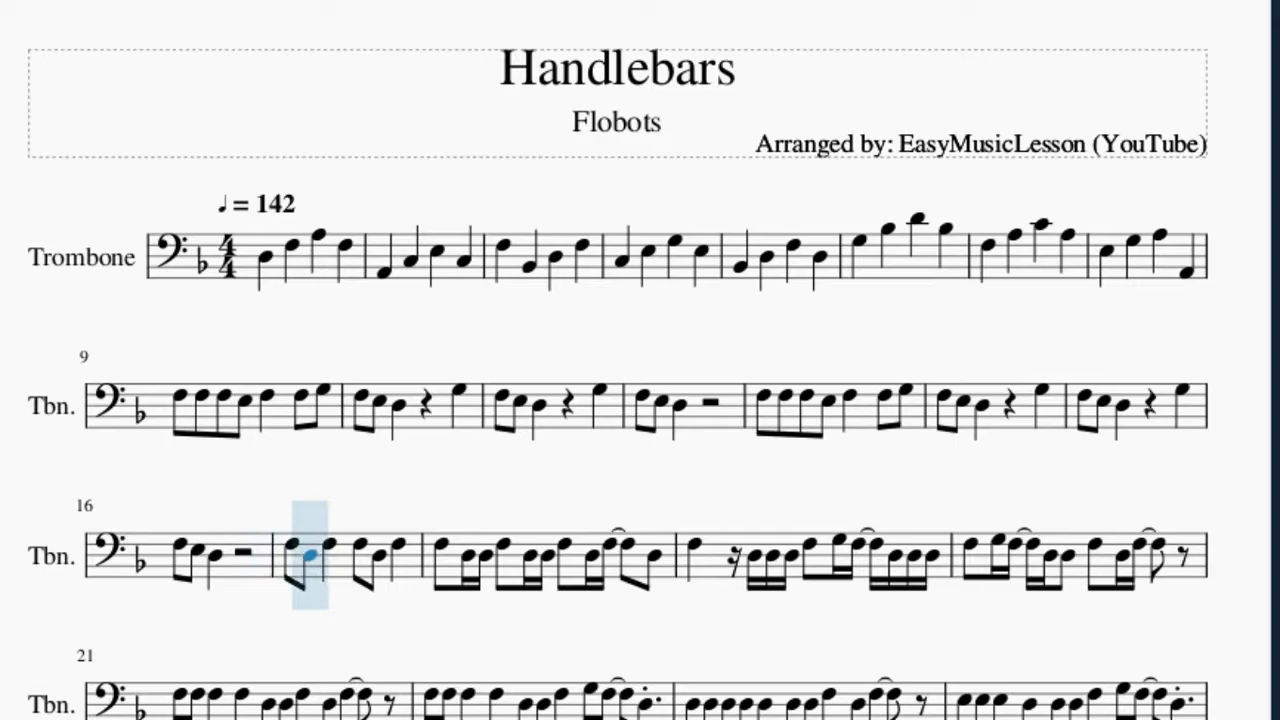 Handlebars
Flobots
Arranged by: EasyMusicLesson (YouTube)
♩ = 142
Trombone
4
4
9
Tbn.
16
Tbn.
21
Tbn.